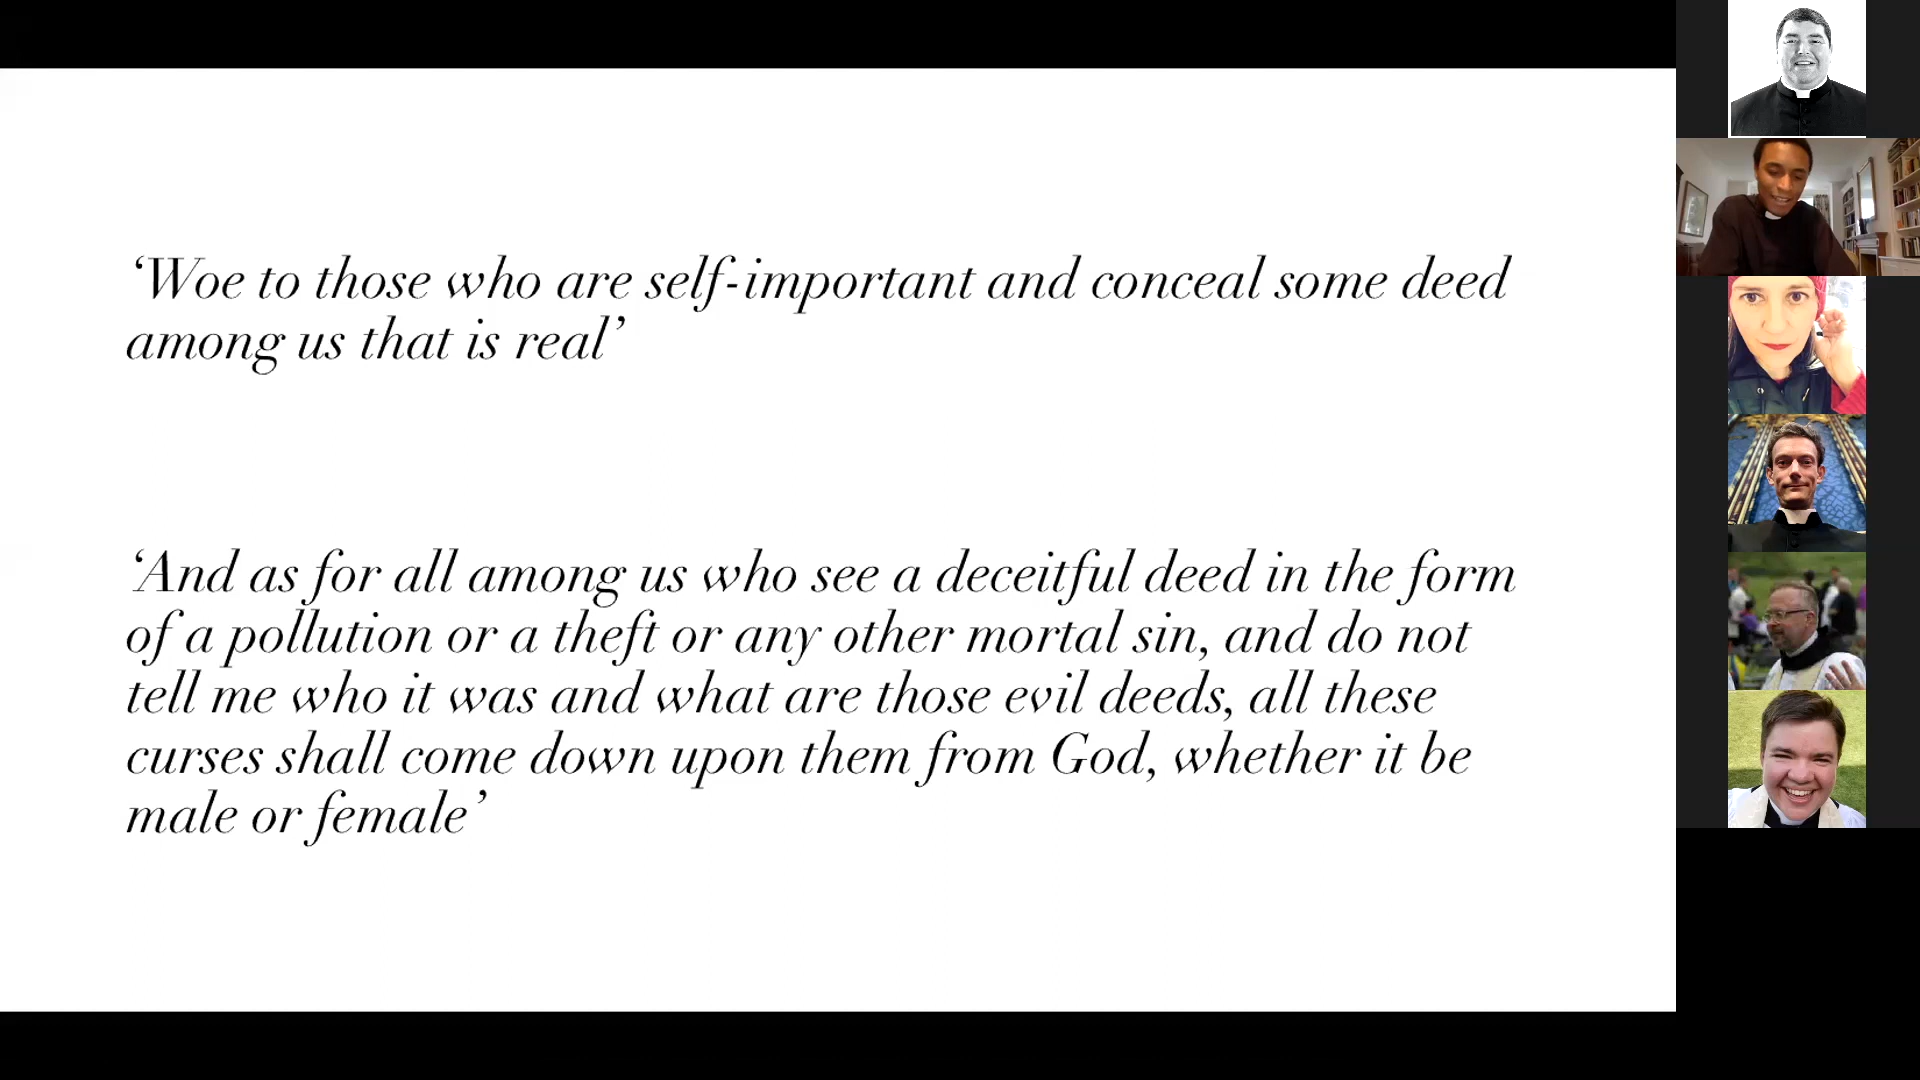 ‘Woe to those who are self-important and conceal some deed
among us that is real’
‘And as for all among us who see a deceitful deed in the form
of a pollution or a theft or any other mortal sin, and do not
tell me who it was and what are those evil deeds, all these
curses shall come down upon them from God, whether it be
male or female’